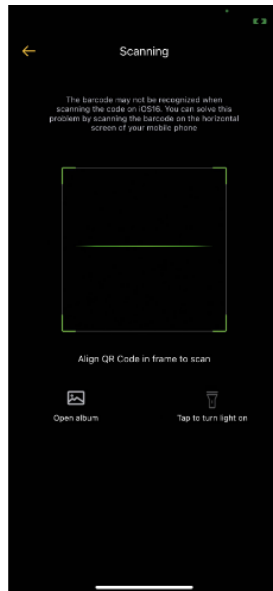 Scanning
The barcode may not be recognized when
scanning the code on iOS16. You can solve this
problem by scanning the barcode on the horizontal
screen of your mobile phone
Align QR Code in frame to scan
Open album
Tap to turn light on